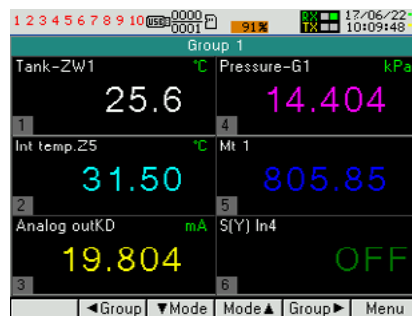 1 2 3 4 5 6 7 8 9 10 USB 0000 0001 91% RX TX 17/06/22 10:09:48
Group 1
Tank-ZW1 °C Pressure-G1 kPa
25.6 14.404
1 4
Int temp.Z5 °C Mt 1
31.50 805.85
2 5
Analog outKD mA S(Y) In4
19.804 OFF
3 6
◄Group ▼Mode Mode▲ Group► Menu